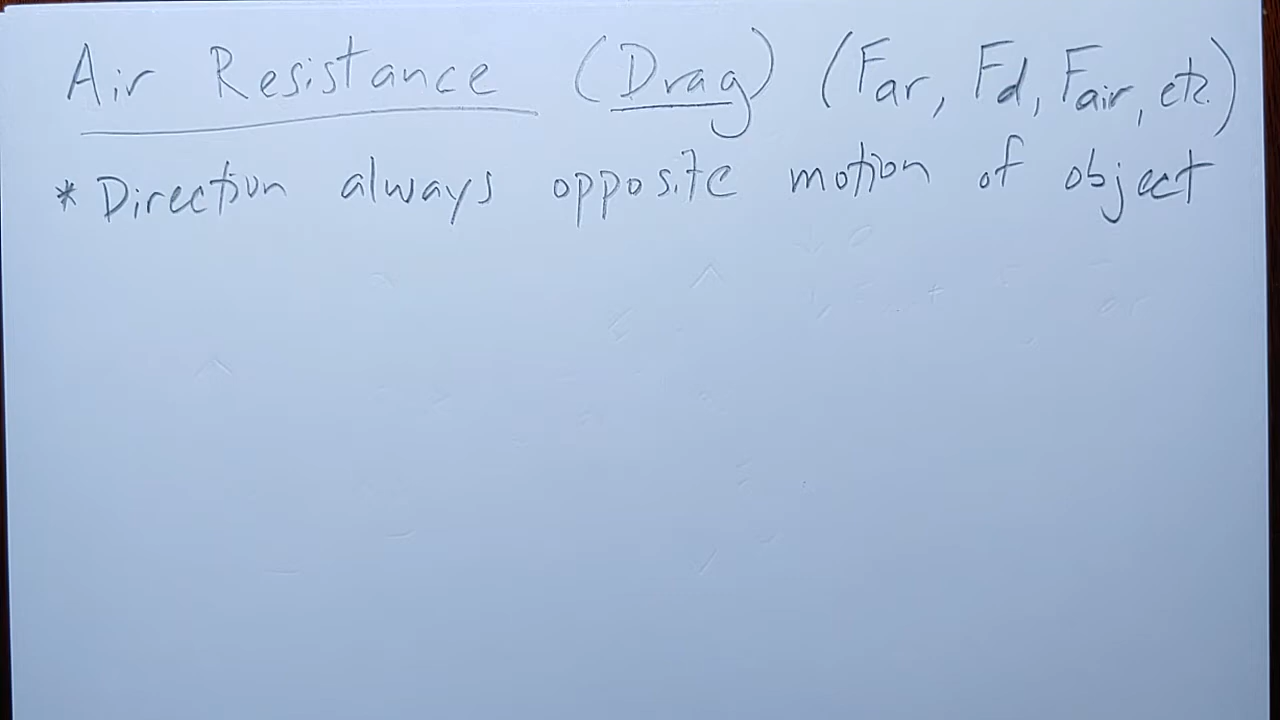 Air Resistance (Drag) (Far, Fd, Fair, etc.)
* Direction always opposite motion of object